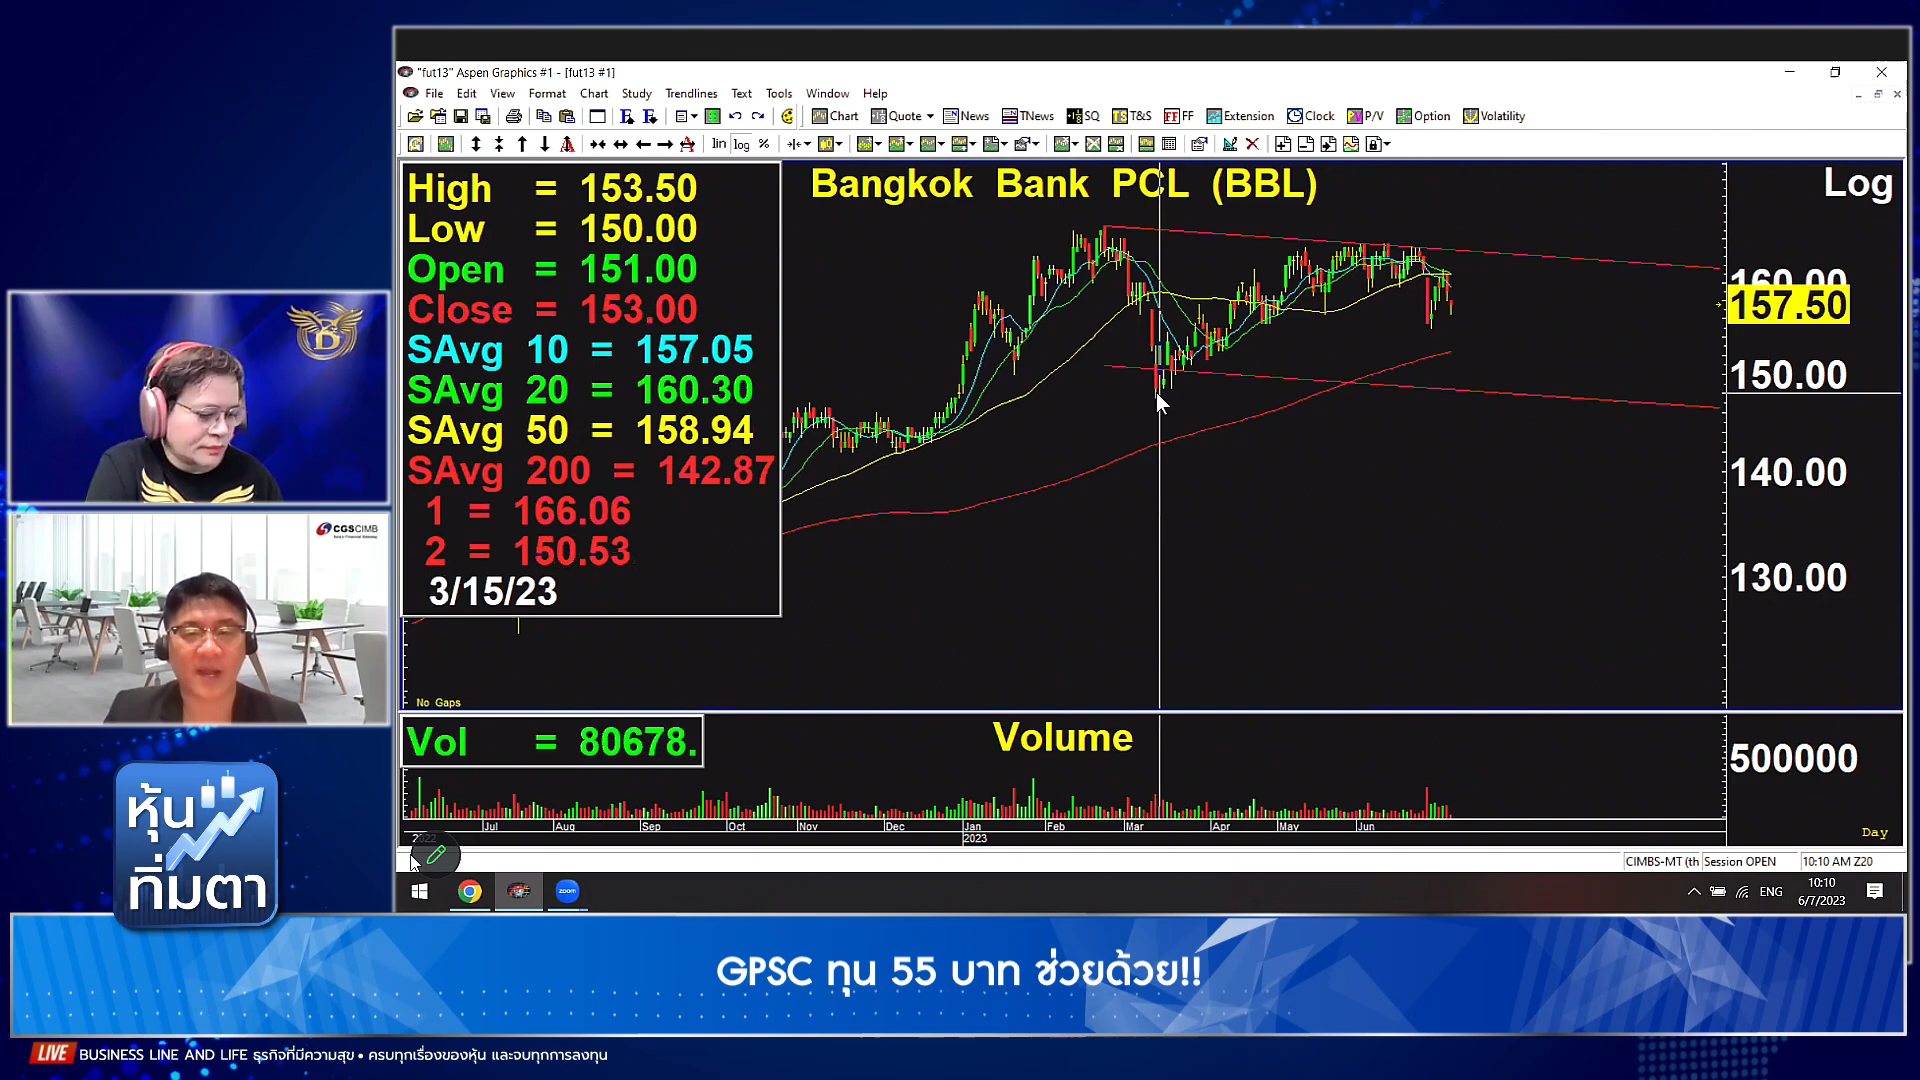 "fut13" Aspen Graphics #1 - [fut13 #1]
File Edit View Format Chart Study Trendlines Text Tools Window Help
Chart Quote News TNews SQ T&S FF Extension Clock P/V Option Volatility
lin log %
High = 153.50
Low = 150.00
Open = 151.00
Close = 153.00
SAvg 10 = 157.05
SAvg 20 = 160.30
SAvg 50 = 158.94
SAvg 200 = 142.87
1 = 166.06
2 = 150.53
3/15/23
Bangkok Bank PCL (BBL)
Log
160.00
157.50
150.00
140.00
130.00
No Gaps
Vol = 80678.
Volume
500000
Jul Aug Sep Oct Nov Dec Jan Feb Mar Apr May Jun
2022 2023
Day
CIMBS-MT (th Session OPEN 10:10 AM Z20
zoom
ENG
10:10
6/7/2023
CGS CIMB
หุ้น
ทิ่มตา
GPSC ทุน 55 บาท ช่วยด้วย!!
LIVE BUSINESS LINE AND LIFE ธุรกิจที่มีความสุข • ครบทุกเรื่องของหุ้น และจบทุกการลงทุน